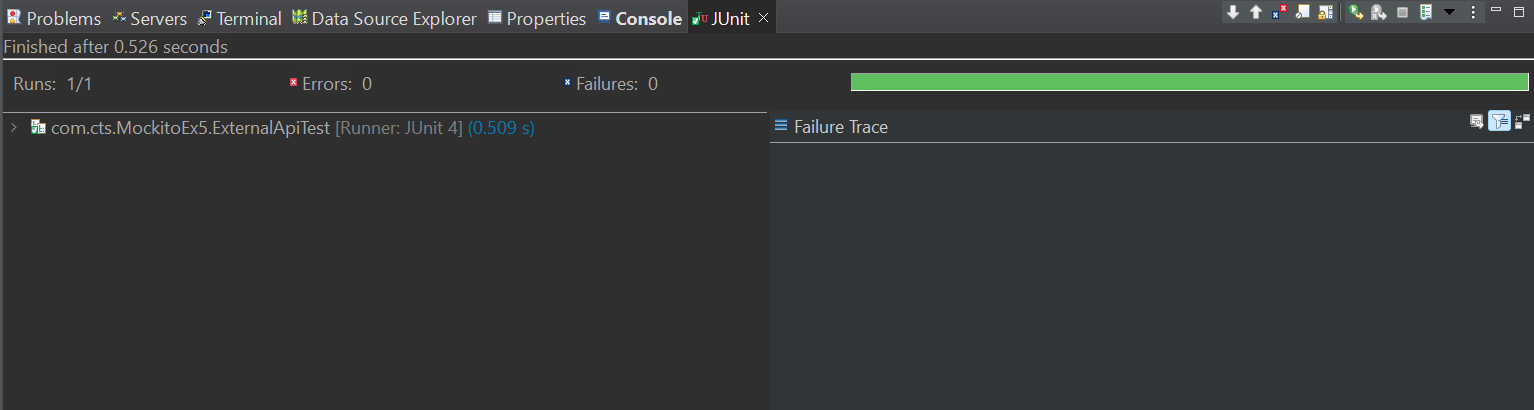 Problems Servers Terminal Data Source Explorer Properties Console JUnit
Finished after 0.526 seconds
Runs: 1/1 Errors: 0 Failures: 0
com.cts.MockitoEx5.ExternalApiTest [Runner: JUnit 4] (0.509 s)
Failure Trace